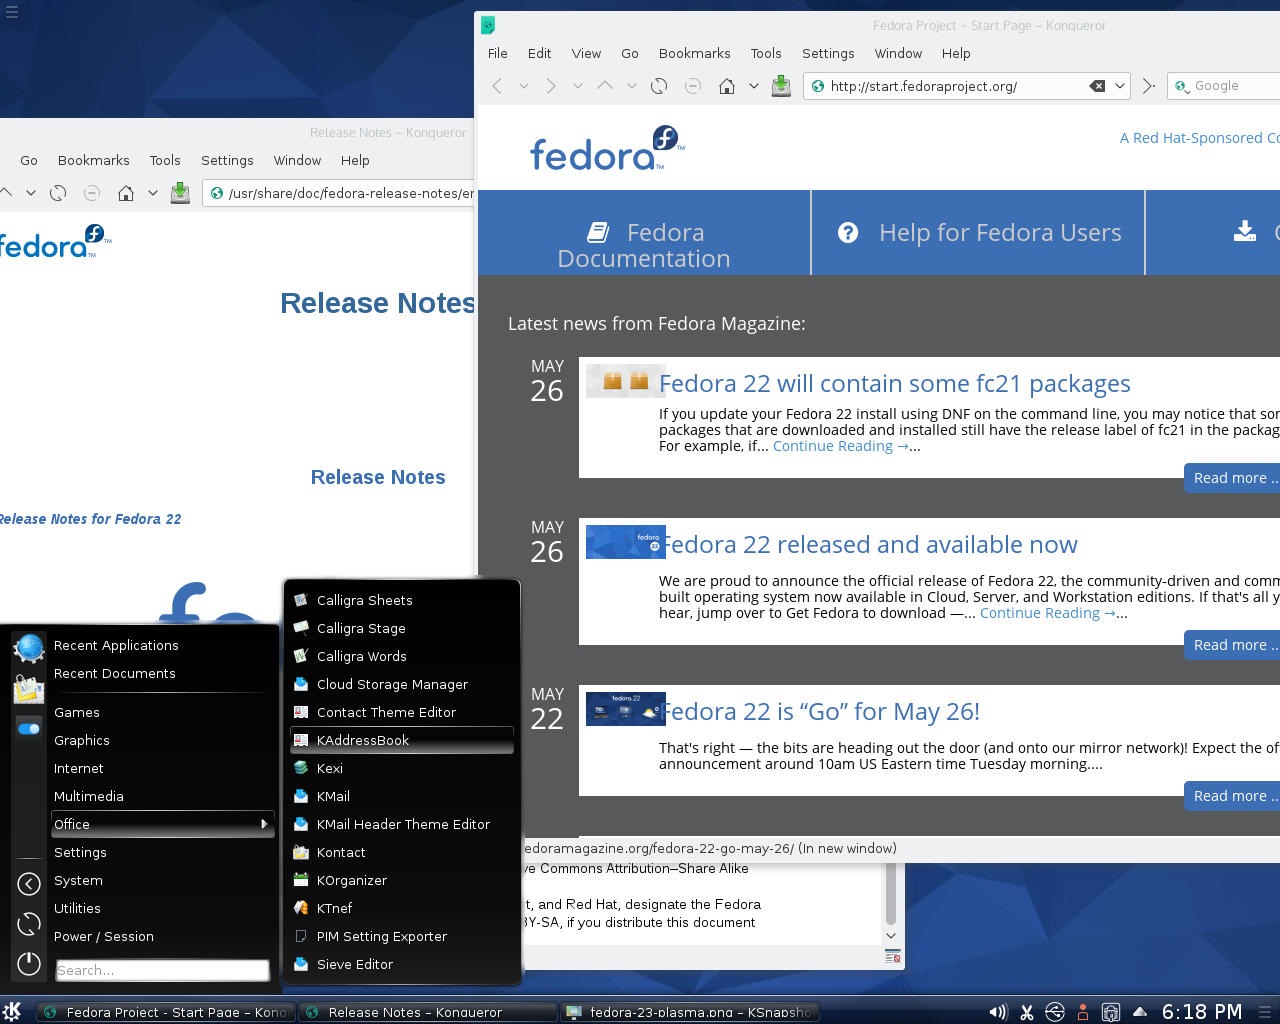 Fedora Project – Start Page – Konqueror
File Edit View Go Bookmarks Tools Settings Window Help
http://start.fedoraproject.org/
Google
fedora™
A Red Hat-Sponsored
Fedora Documentation
Help for Fedora Users
Latest news from Fedora Magazine:
MAY
26
Fedora 22 will contain some fc21 packages
If you update your Fedora 22 install using DNF on the command line, you may notice that
packages that are downloaded and installed still have the release label of fc21 in the
For example, if... Continue Reading →...
Read more ..
MAY
26
fedora
22
Fedora 22 released and available now
We are proud to announce the official release of Fedora 22, the community-driven and
built operating system now available in Cloud, Server, and Workstation editions. If that's all
hear, jump over to Get Fedora to download —... Continue Reading →...
Read more ..
MAY
22
fedora 22
Fedora 22 is “Go” for May 26!
That's right — the bits are heading out the door (and onto our mirror network)! Expect the
announcement around 10am US Eastern time Tuesday morning....
Read more ..
edoramagazine.org/fedora-22-go-may-26/ (In new window)
Release Notes – Konqueror
Go Bookmarks Tools Settings Window Help
/usr/share/doc/fedora-release-notes/
fedora™
Release Notes
Release Notes
Release Notes for Fedora 22
Commons Attribution–Share Alike
, and Red Hat, designate the Fedora
BY-SA, if you distribute this document
Recent Applications
Recent Documents
Games
Graphics
Internet
Multimedia
Office
Settings
System
Utilities
Power / Session
Search...
Calligra Sheets
Calligra Stage
Calligra Words
Cloud Storage Manager
Contact Theme Editor
KAddressBook
Kexi
KMail
KMail Header Theme Editor
Kontact
KOrganizer
KTnef
PIM Setting Exporter
Sieve Editor
Fedora Project - Start Page – Konq
Release Notes – Konqueror
fedora-23-plasma.png – KSnapsho
6:18 PM